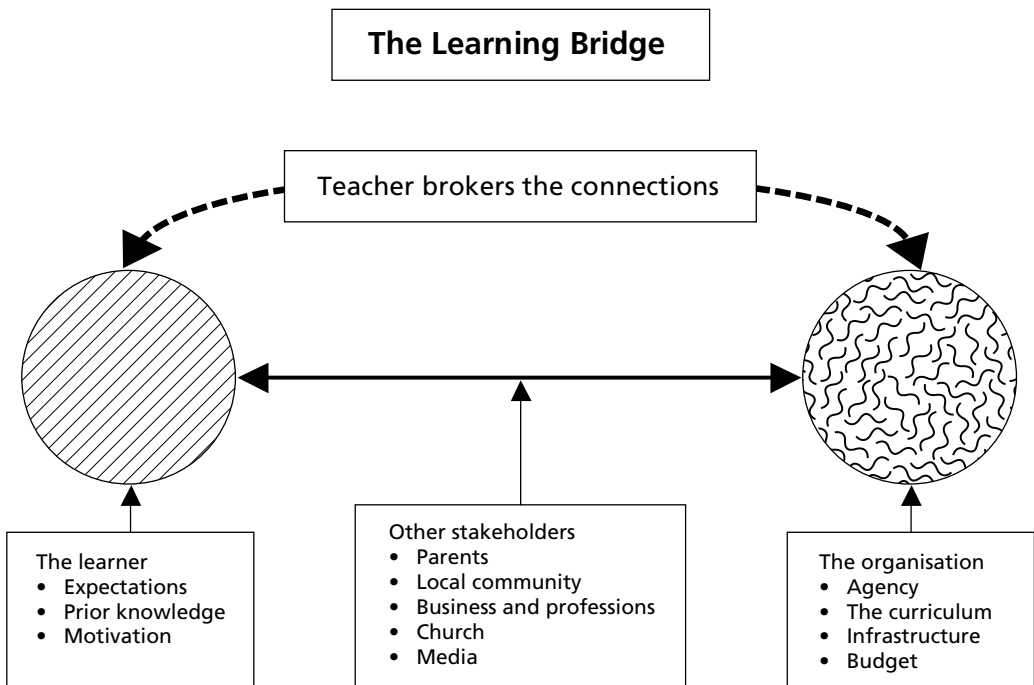 The Learning Bridge
Teacher brokers the connections
The learner
• Expectations
• Prior knowledge
• Motivation
Other stakeholders
• Parents
• Local community
• Business and professions
• Church
• Media
The organisation
• Agency
• The curriculum
• Infrastructure
• Budget